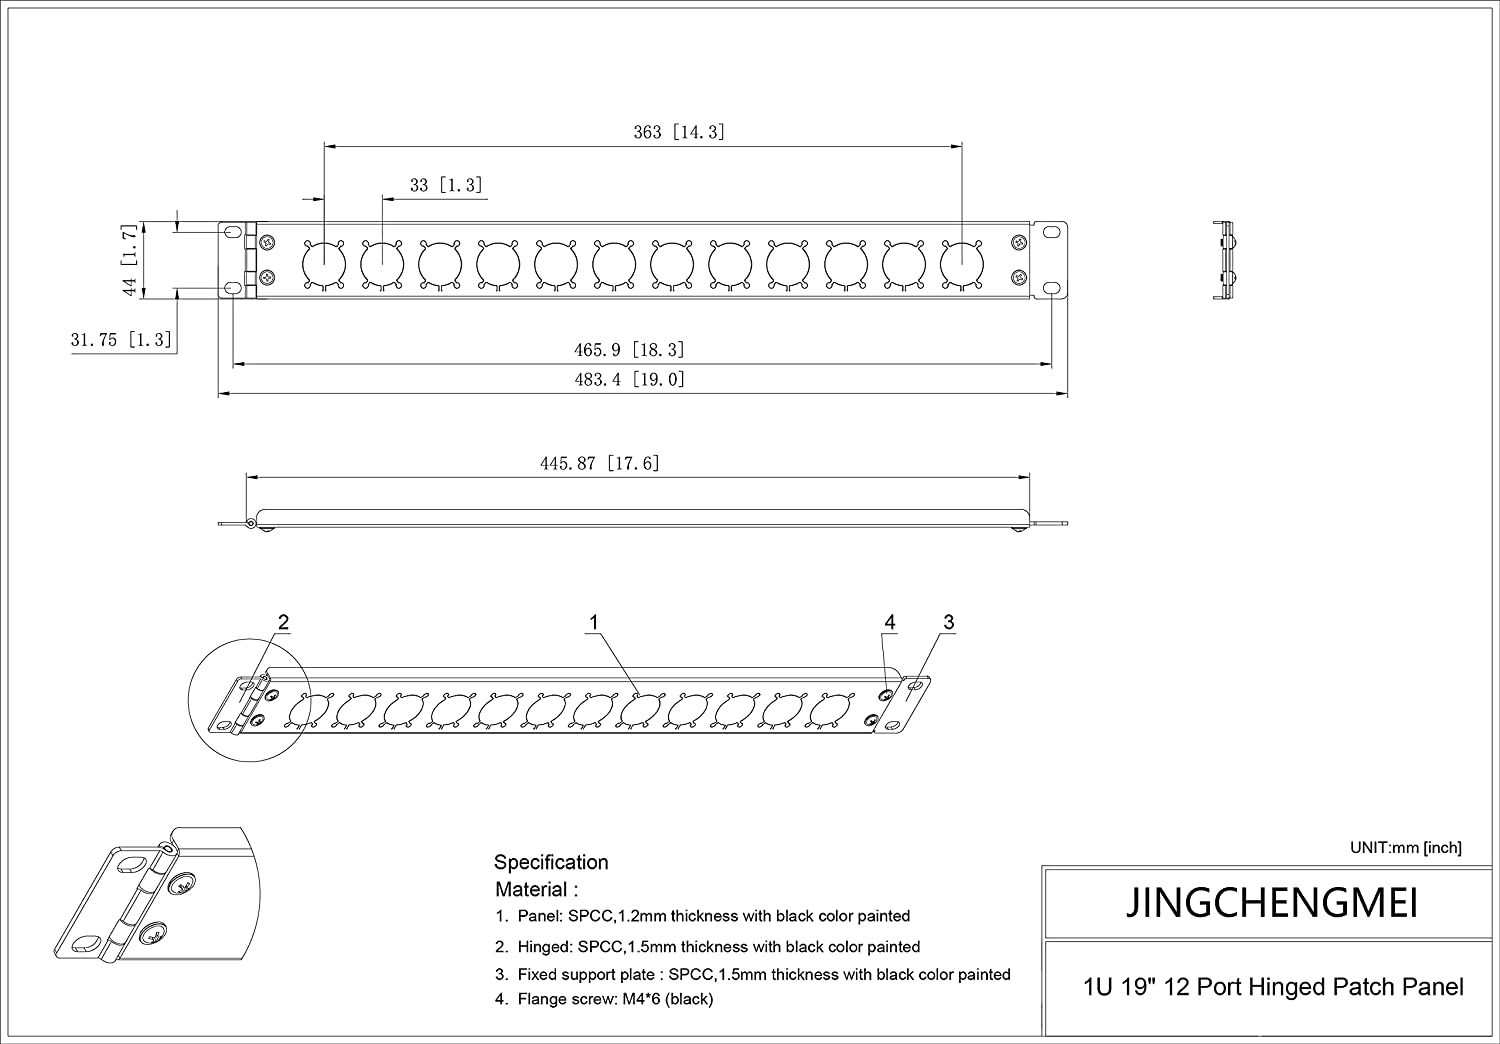 363 [14.3]
33 [1.3]
44 [1.7]
31.75 [1.3]
465.9 [18.3]
483.4 [19.0]
445.87 [17.6]
2
1
4
3
Specification
Material :
1. Panel: SPCC,1.2mm thickness with black color painted
2. Hinged: SPCC,1.5mm thickness with black color painted
3. Fixed support plate : SPCC,1.5mm thickness with black color painted
4. Flange screw: M4*6 (black)
UNIT:mm [inch]
JINGCHENGMEI
1U 19" 12 Port Hinged Patch Panel